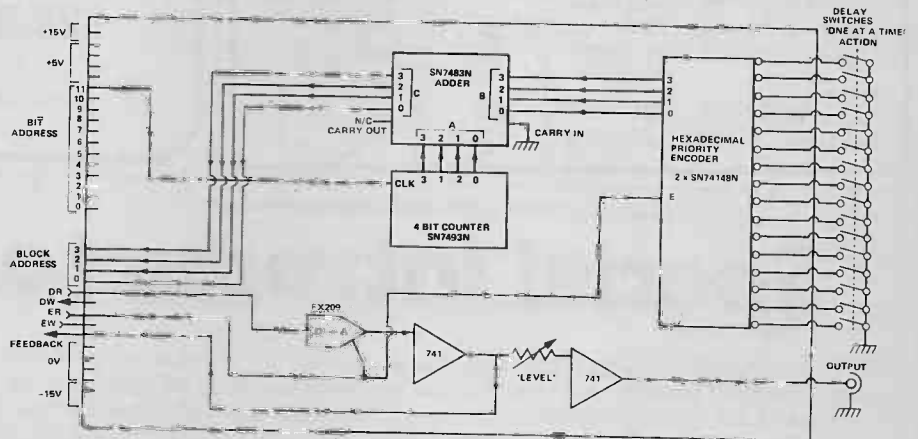 DELAY
SWITCHES
'ONE AT A TIME'
ACTION
+15V
+5V
11
10
9
8
7
6
5
4
3
2
1
0
BIT
ADDRESS
SN7483N
ADDER
3
2
1
0
C
B
3
2
1
0
A
3 2 1 0
N/C
CARRY OUT
CARRY IN
3
2
1
0
HEXADECIMAL
PRIORITY
ENCODER
2 x SN74148N
E
CLK
3 1 2 0
4 BIT COUNTER
SN7493N
BLOCK
ADDRESS
3
2
1
0
DR
DW
ER
EW
FEEDBACK
0V
-15V
FX209
741
'LEVEL'
741
OUTPUT